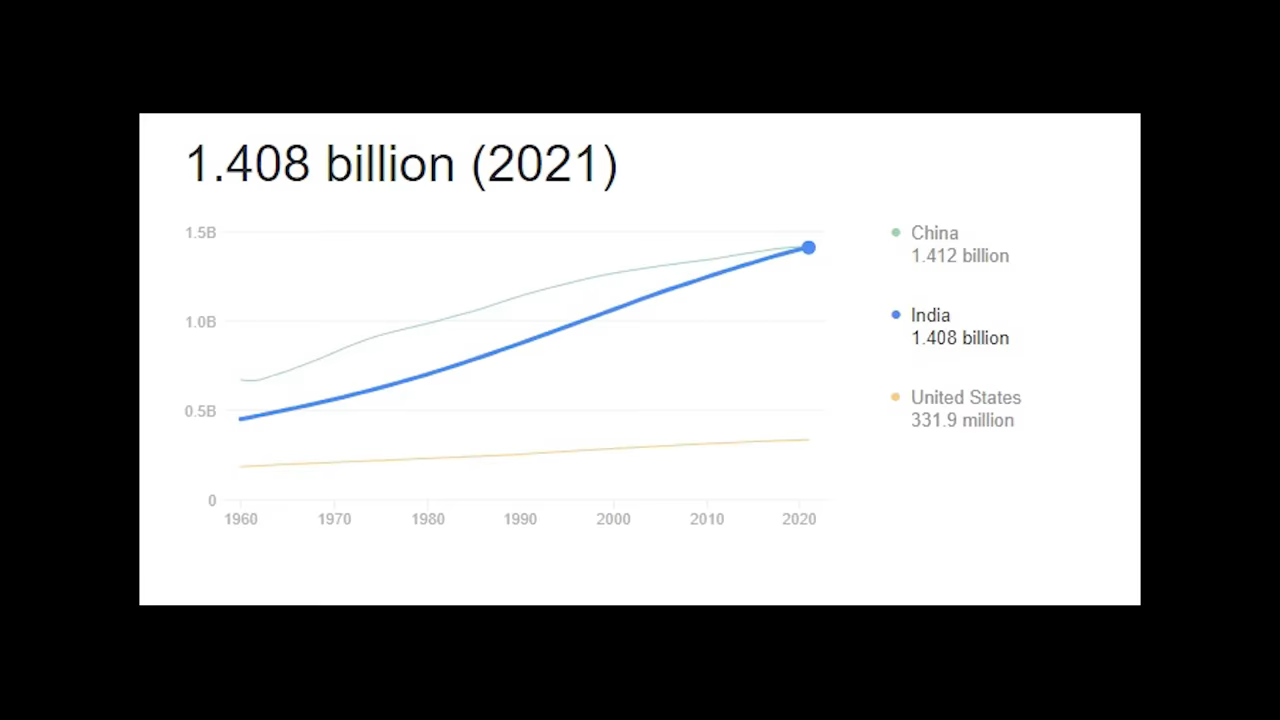 1.408 billion (2021)
1.5B
1.0B
0.5B
0
1960 1970 1980 1990 2000 2010 2020
China
1.412 billion
India
1.408 billion
United States
331.9 million